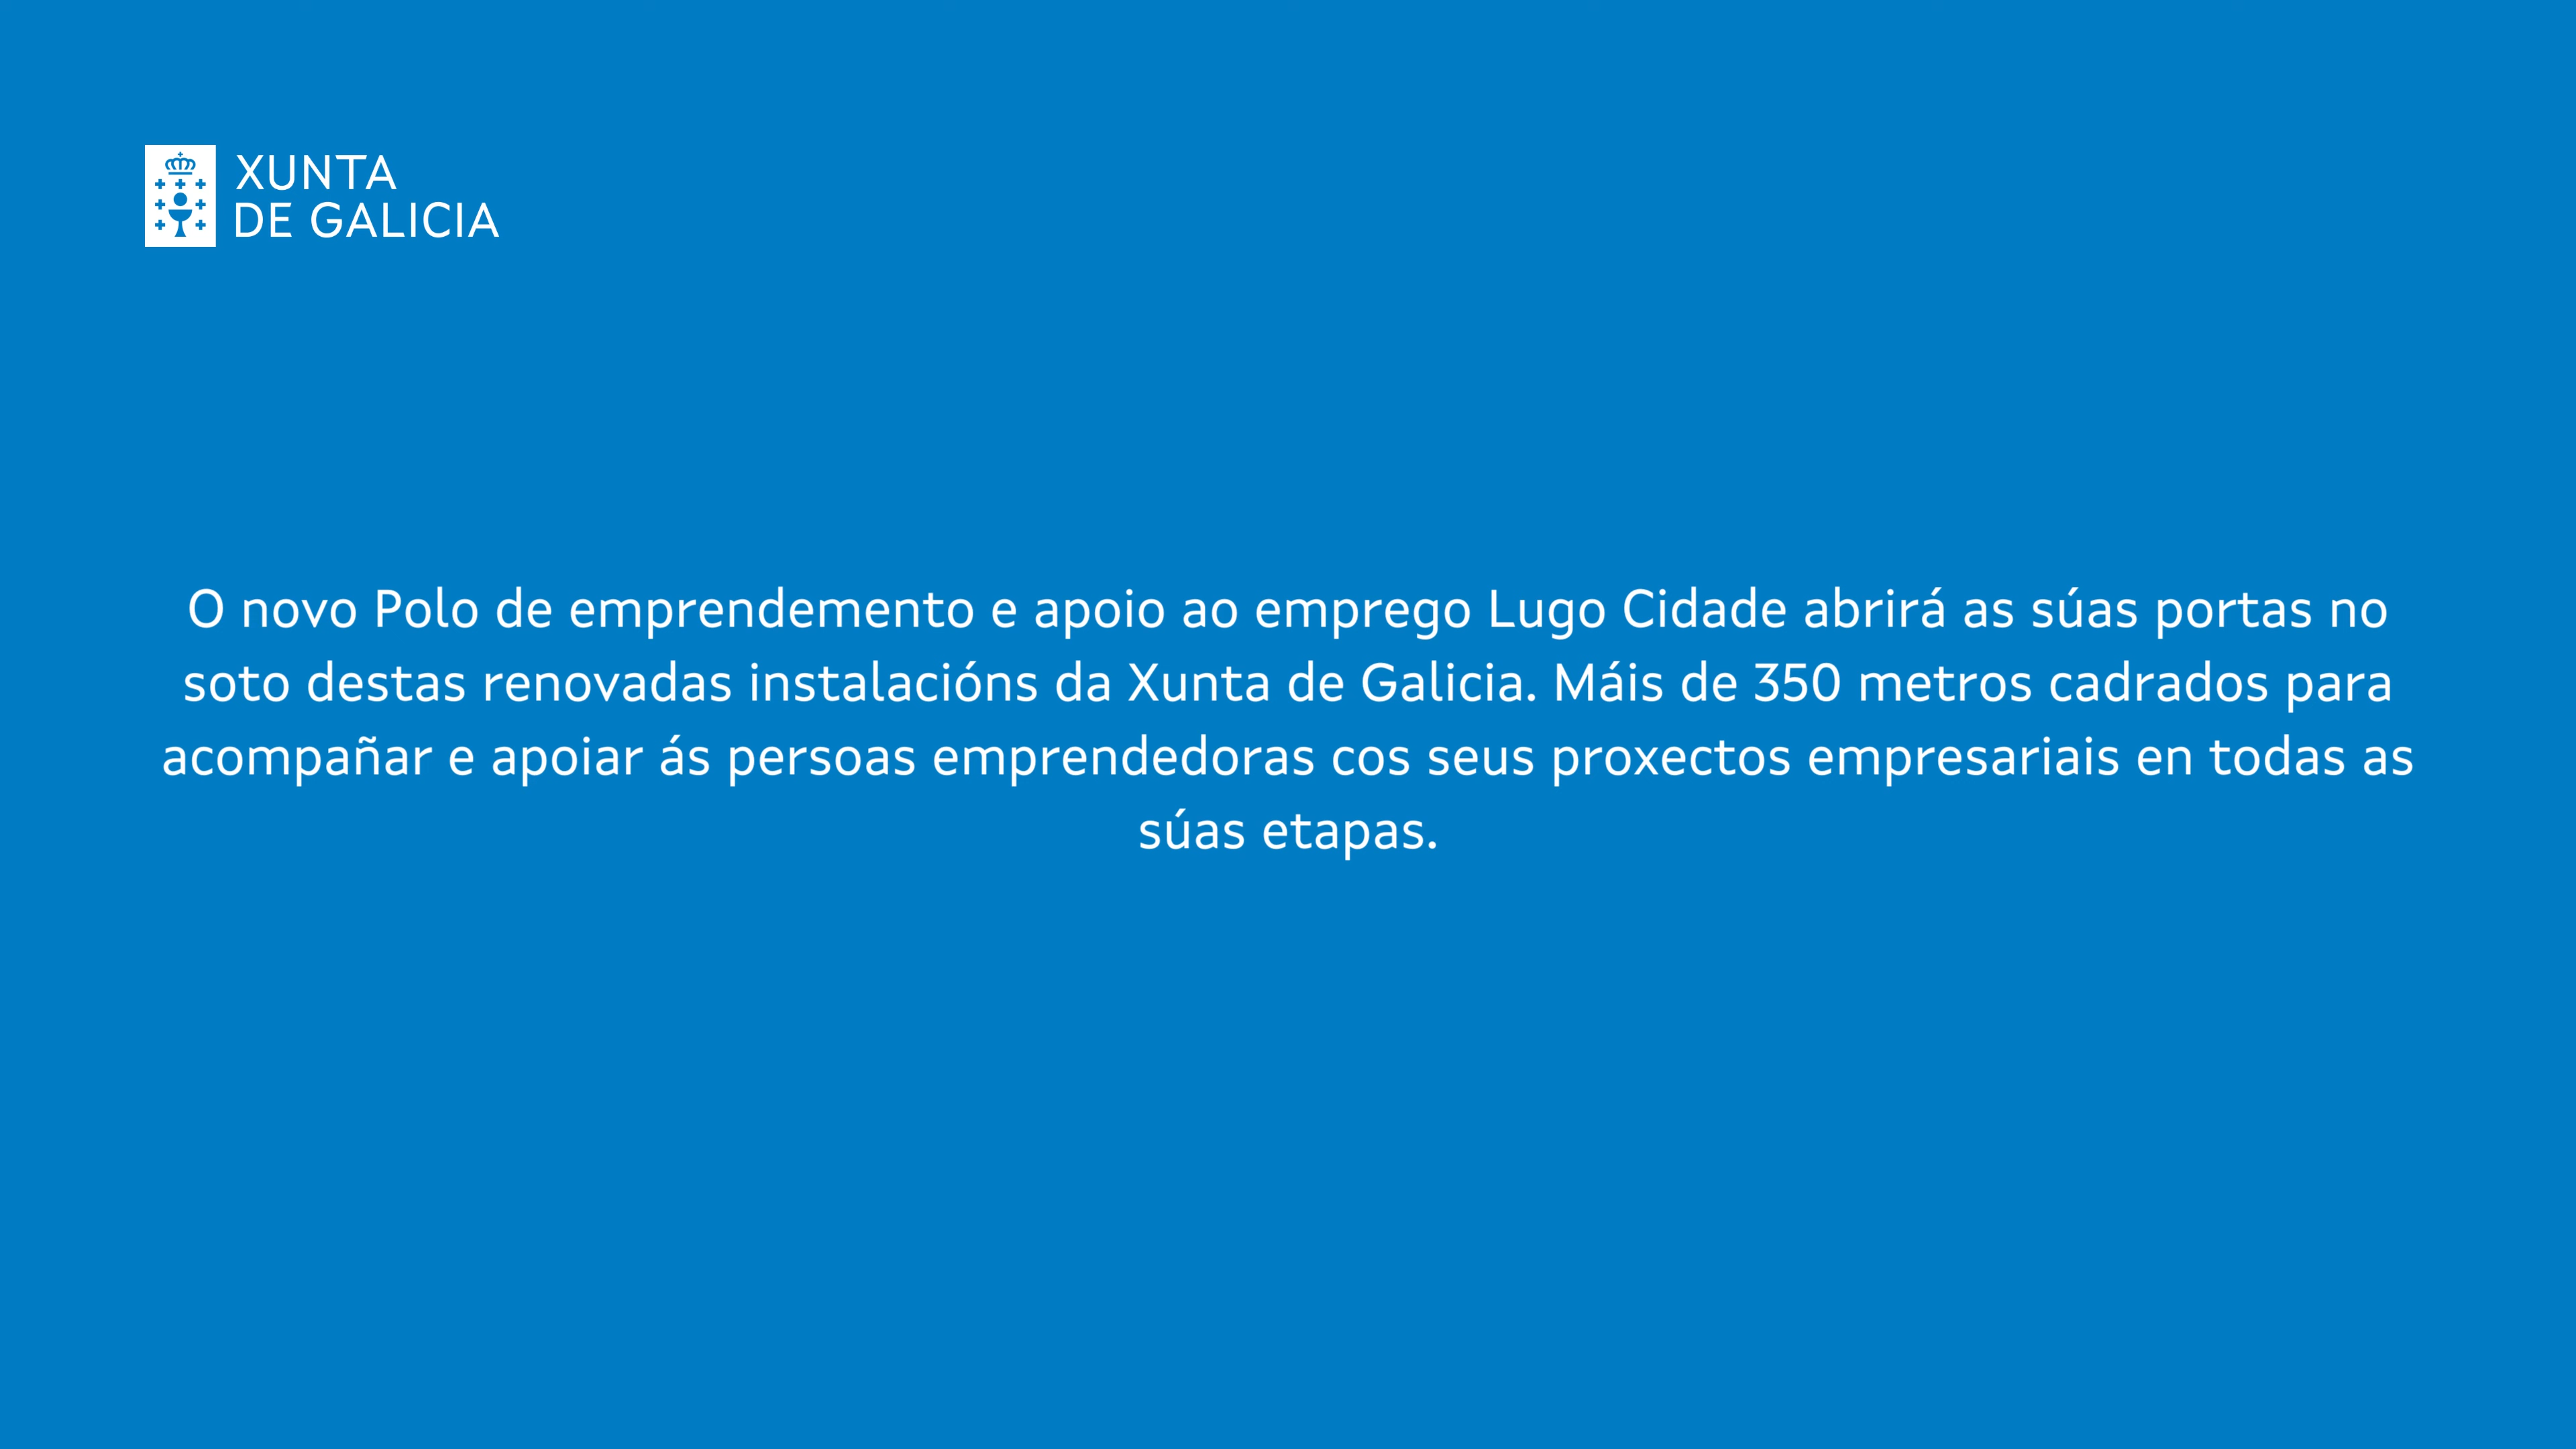 XUNTA
DE GALICIA
O novo Polo de emprendemento e apoio ao emprego Lugo Cidade abrirá as súas portas no
soto destas renovadas instalacións da Xunta de Galicia. Máis de 350 metros cadrados para
acompañar e apoiar ás persoas emprendedoras cos seus proxectos empresariais en todas as
súas etapas.